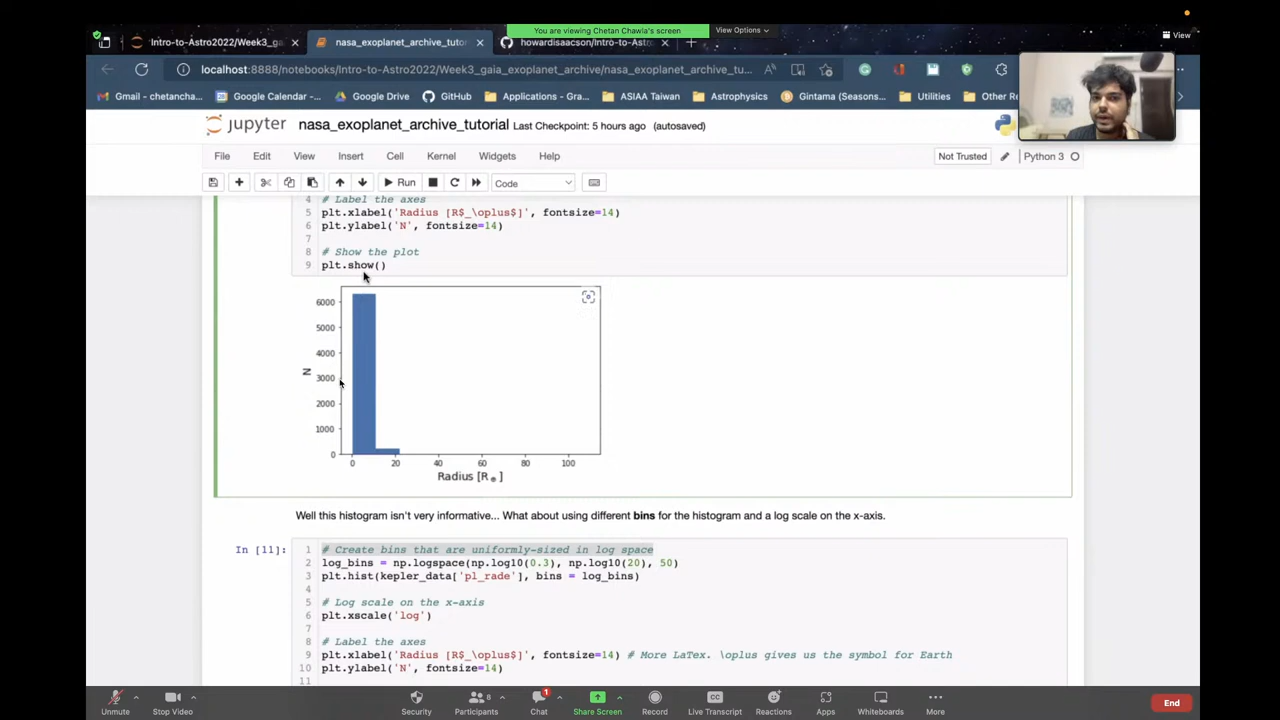 You are viewing Chetan Chawla's screen
View Options
View
Intro-to-Astro2022/Week3_ga
nasa_exoplanet_archive_tutor
howardisaacson/Intro-to-Ast
localhost:8888/notebooks/Intro-to-Astro2022/Week3_gaia_exoplanet_archive/nasa_exoplanet_archive_tu...
Gmail - chetancha...
Google Calendar -...
Google Drive
GitHub
Applications - Gra...
ASIAA Taiwan
Astrophysics
Gintama (Seasons...
Utilities
Other Re
jupyter
nasa_exoplanet_archive_tutorial
Last Checkpoint: 5 hours ago (autosaved)
File Edit View Insert Cell Kernel Widgets Help
Not Trusted
Python 3
Run
Code
4 # Label the axes
5 plt.xlabel('Radius [R$_\oplus$]', fontsize=14)
6 plt.ylabel('N', fontsize=14)
7
8 # Show the plot
9 plt.show()
6000
5000
4000
3000
2000
1000
0
N
0 20 40 60 80 100
Radius [R⊕]
Well this histogram isn't very informative... What about using different bins for the histogram and a log scale on the x-axis.
In [11]:
1 # Create bins that are uniformly-sized in log space
2 log_bins = np.logspace(np.log10(0.3), np.log10(20), 50)
3 plt.hist(kepler_data['pl_rade'], bins = log_bins)
4
5 # Log scale on the x-axis
6 plt.xscale('log')
7
8 # Label the axes
9 plt.xlabel('Radius [R$_\oplus$]', fontsize=14) # More LaTex. \oplus gives us the symbol for Earth
10 plt.ylabel('N', fontsize=14)
11
Unmute
Stop Video
Security
Participants
8
Chat
1
Share Screen
Record
CC
Live Transcript
Reactions
Apps
Whiteboards
More
End